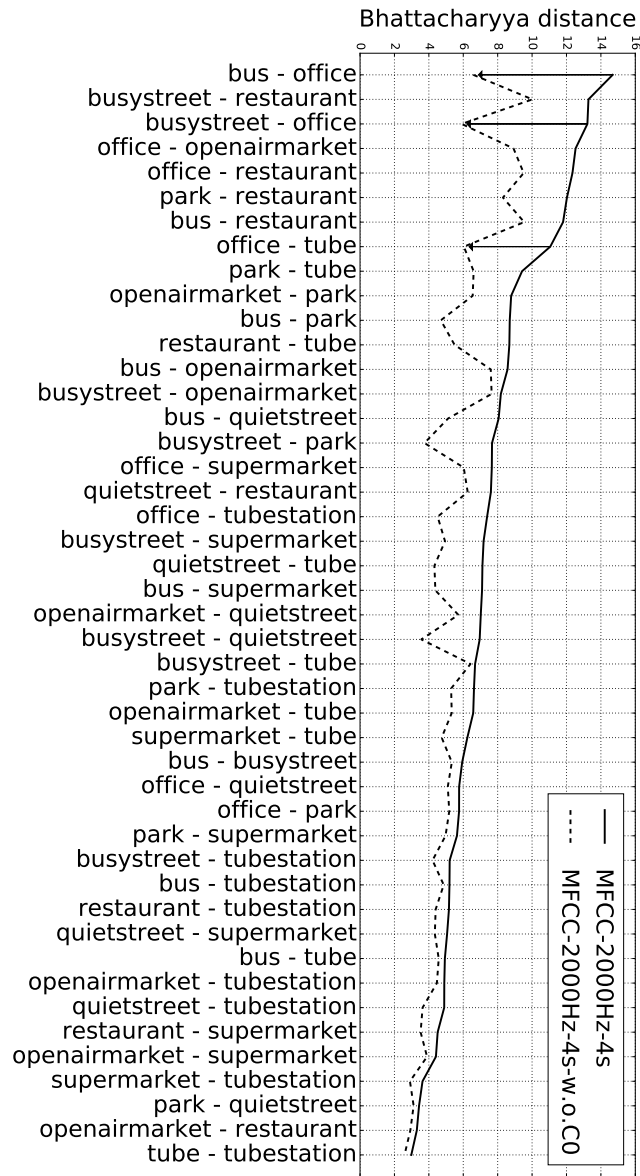 Bhattacharyya distance
0 2 4 6 8 10 12 14 16
bus - office
busystreet - restaurant
busystreet - office
office - openairmarket
office - restaurant
park - restaurant
bus - restaurant
office - tube
park - tube
openairmarket - park
bus - park
restaurant - tube
bus - openairmarket
busystreet - openairmarket
bus - quietstreet
busystreet - park
office - supermarket
quietstreet - restaurant
office - tubestation
busystreet - supermarket
quietstreet - tube
bus - supermarket
openairmarket - quietstreet
busystreet - quietstreet
busystreet - tube
park - tubestation
openairmarket - tube
supermarket - tube
bus - busystreet
office - quietstreet
office - park
park - supermarket
busystreet - tubestation
bus - tubestation
restaurant - tubestation
quietstreet - supermarket
bus - tube
openairmarket - tubestation
quietstreet - tubestation
restaurant - supermarket
openairmarket - supermarket
supermarket - tubestation
park - quietstreet
openairmarket - restaurant
tube - tubestation
MFCC-2000Hz-4s
MFCC-2000Hz-4s-w.o.C0